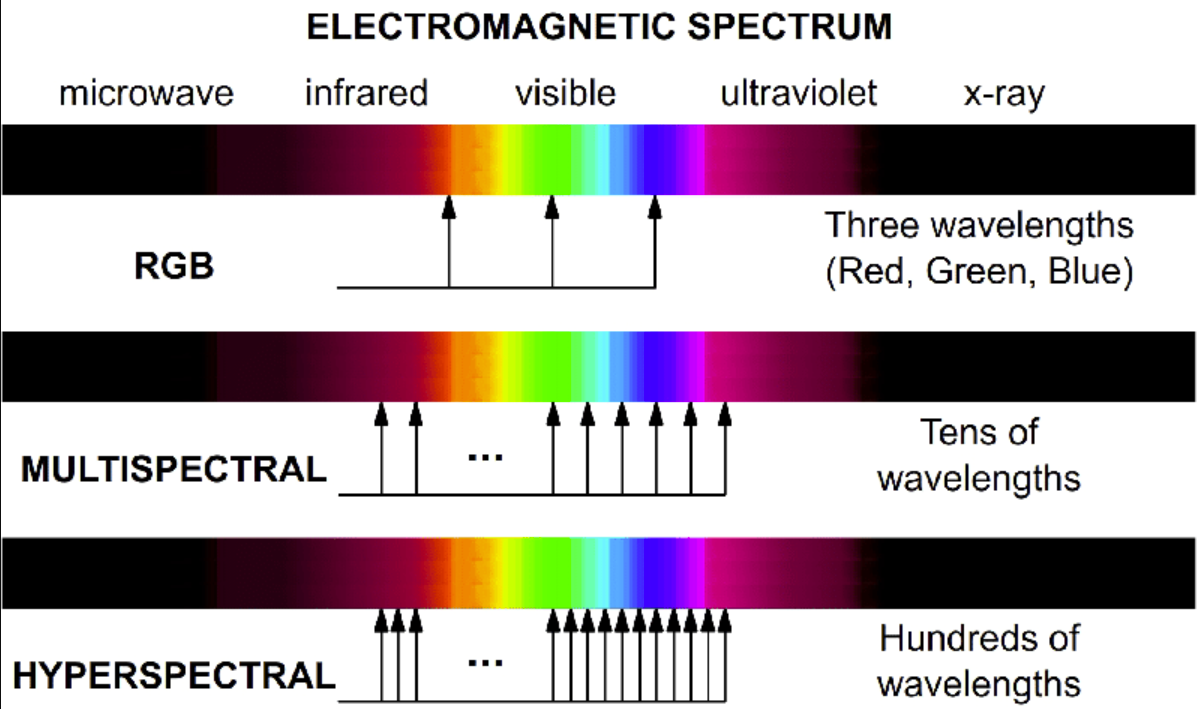 ELECTROMAGNETIC SPECTRUM
microwave infrared visible ultraviolet x-ray
RGB
Three wavelengths
(Red, Green, Blue)
MULTISPECTRAL
...
Tens of
wavelengths
HYPERSPECTRAL
...
Hundreds of
wavelengths